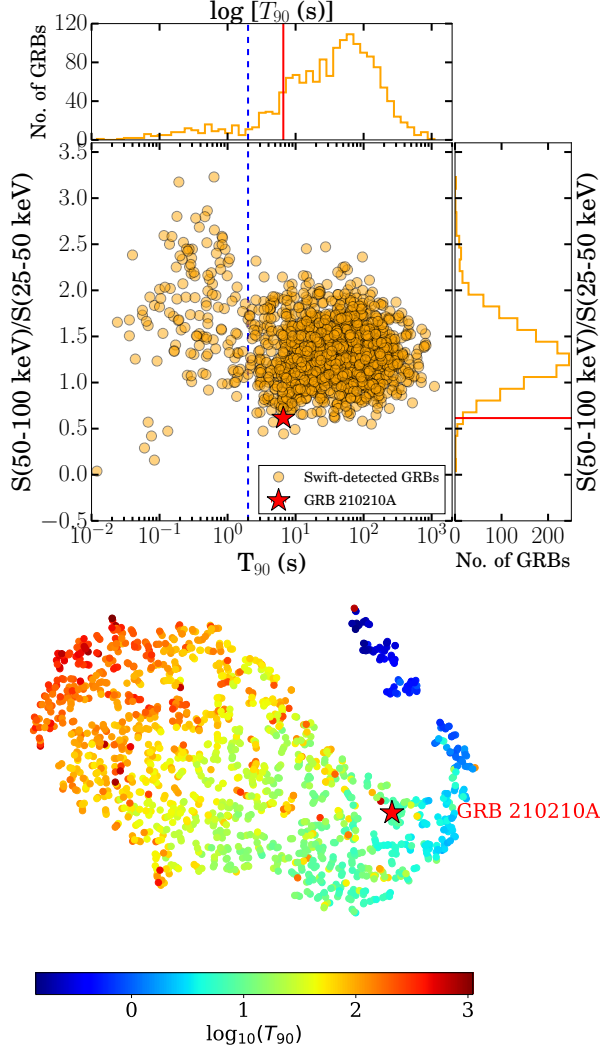 log [T₉₀ (s)]
No. of GRBs
120
80
40
0
S(50-100 keV)/S(25-50 keV)
3.5
3.0
2.5
2.0
1.5
1.0
0.5
0.0
−0.5
Swift-detected GRBs
GRB 210210A
10⁻² 10⁻¹ 10⁰ 10¹ 10² 10³
T₉₀ (s)
S(50-100 keV)/S(25-50 keV)
0 100 200
No. of GRBs
GRB 210210A
0 1 2 3
log₁₀(T₉₀)